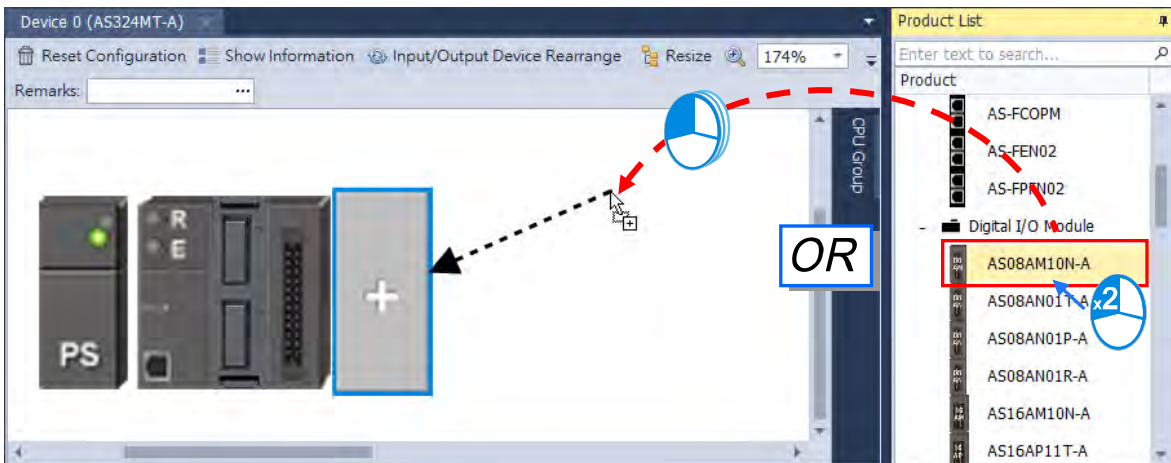 Device 0 (AS324MT-A)
Reset Configuration Show Information Input/Output Device Rearrange Resize 174%
Remarks: ...
CPU Group
R
E
PS
+
OR
Product List
Enter text to search...
Product
AS-FCOPM
AS-FEN02
AS-FPFN02
- Digital I/O Module
AS08AM10N-A
AS08AN01T-A
x2
AS08AN01P-A
AS08AN01R-A
AS16AM10N-A
AS16AP11T-A